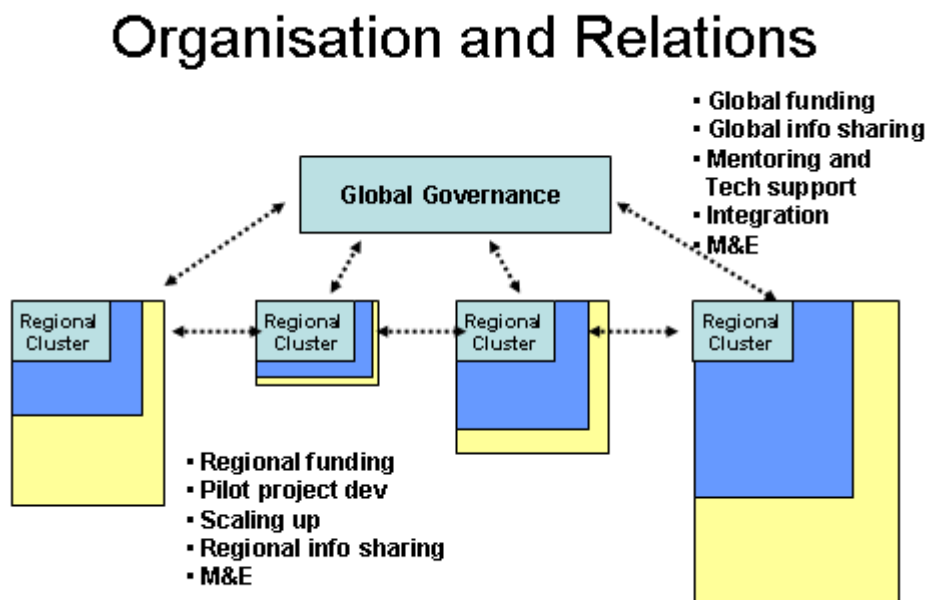 Organisation and Relations
▪ Global funding
▪ Global info sharing
▪ Mentoring and
Tech support
▪ Integration
▪ M&E
Global Governance
Regional
Cluster
Regional
Cluster
Regional
Cluster
Regional
Cluster
▪ Regional funding
▪ Pilot project dev
▪ Scaling up
▪ Regional info sharing
▪ M&E